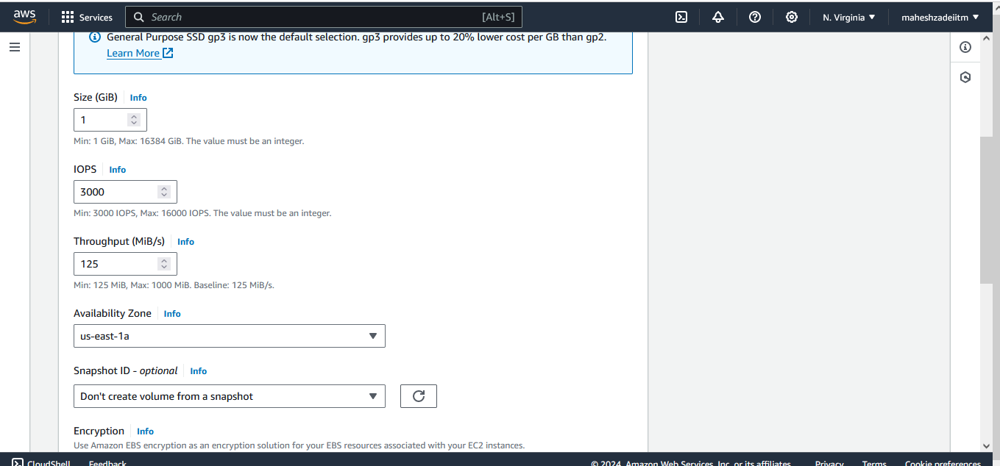 aws
Services
Search
[Alt+S]
N. Virginia
maheshzadeiitm
General Purpose SSD gp3 is now the default selection. gp3 provides up to 20% lower cost per GB than gp2.
Learn More
Size (GiB)
Info
1
Min: 1 GiB, Max: 16384 GiB. The value must be an integer.
IOPS
Info
3000
Min: 3000 IOPS, Max: 16000 IOPS. The value must be an integer.
Throughput (MiB/s)
Info
125
Min: 125 MiB, Max: 1000 MiB. Baseline: 125 MiB/s.
Availability Zone
Info
us-east-1a
Snapshot ID - optional
Info
Don't create volume from a snapshot
Encryption
Info
Use Amazon EBS encryption as an encryption solution for your EBS resources associated with your EC2 instances.
CloudShell
Feedback
© 2024, Amazon Web Services, Inc. or its affiliates.
Privacy
Terms
Cookie preferences